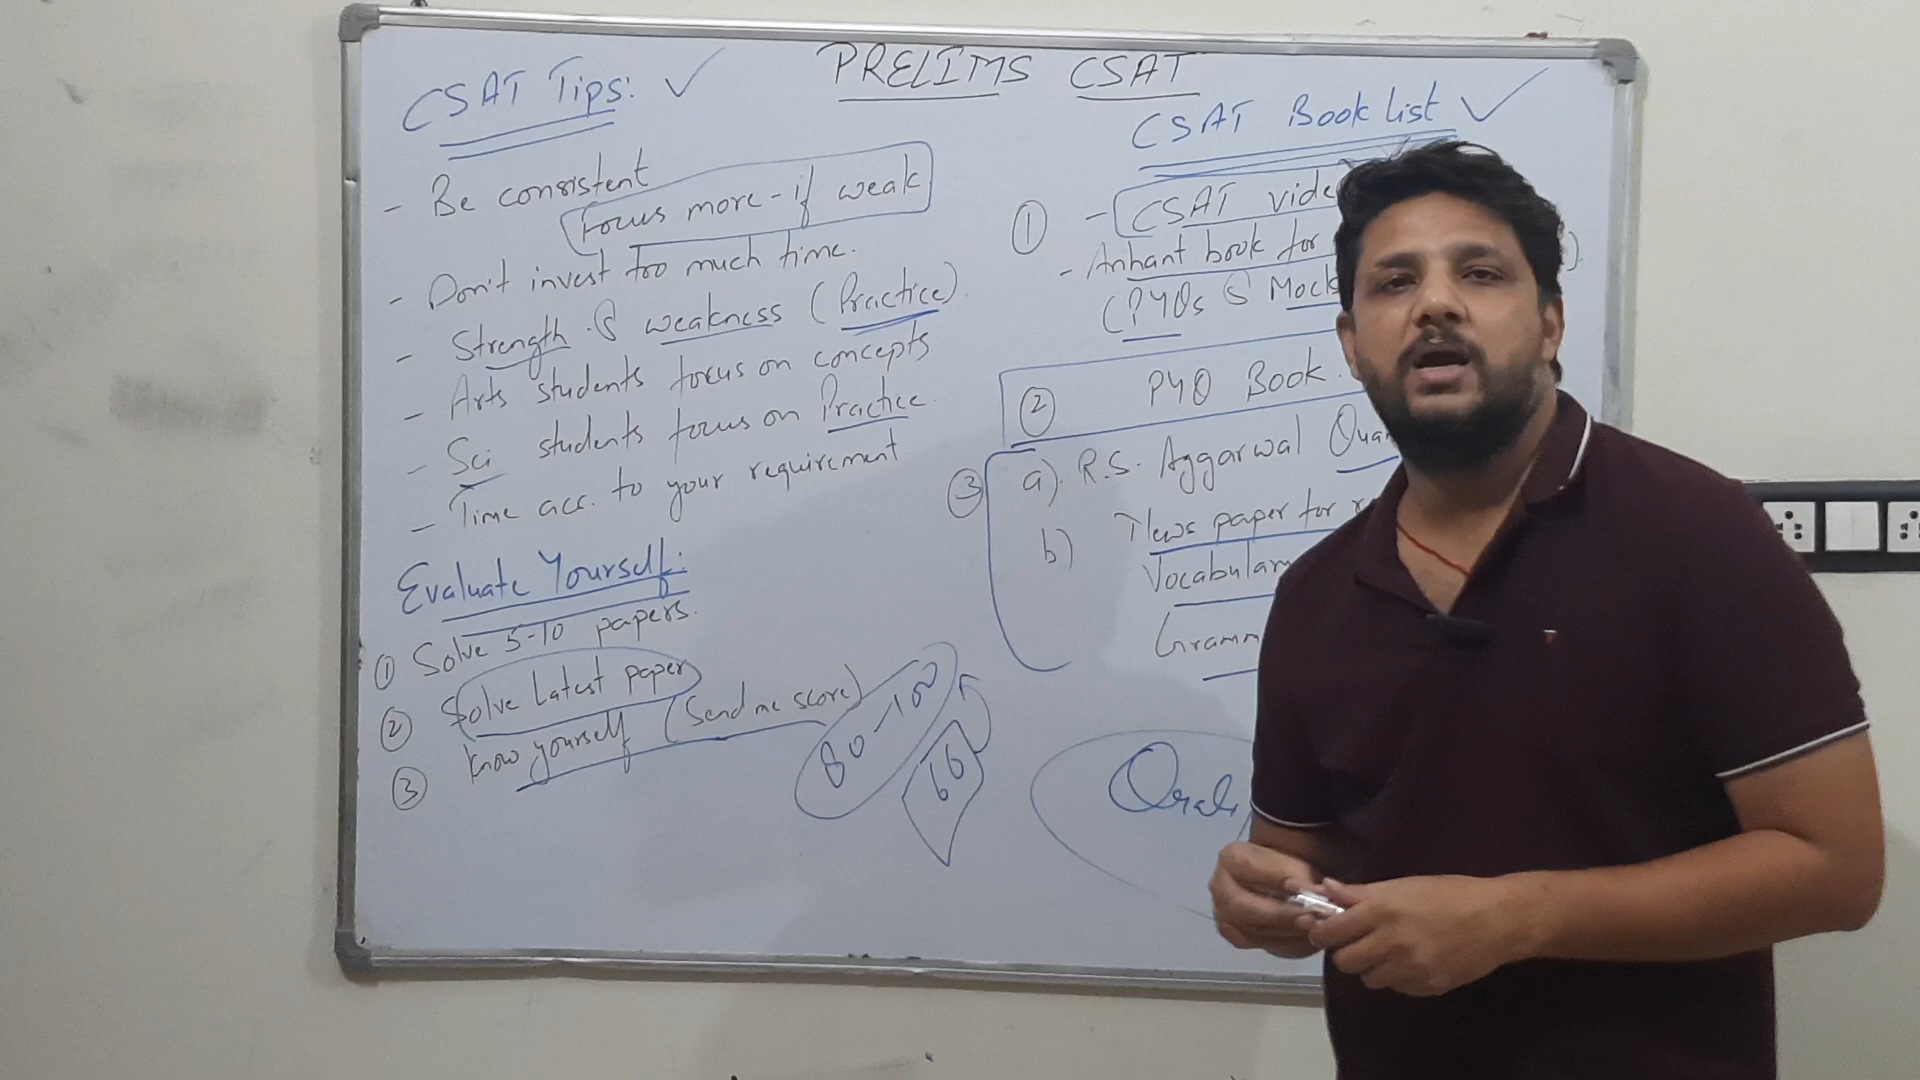 PRELIMS CSAT
CSAT Tips: ✓
- Be consistent
Focus more - if weak
- Don't invest too much time.
- Strength & weakness (Practice).
- Arts students focus on concepts
- Sci students focus on Practice.
- Time acc. to your requirement
Evaluate Yourself:
① Solve 5-10 papers.
② Solve Latest paper
③ Know yourself (Send me score)
80-100
66
CSAT Book List ✓
① - CSAT
- Arihant book for
(PYQs & Mock
② PYQ Book.
③ a). R.S. Aggarwal
b) News paper for